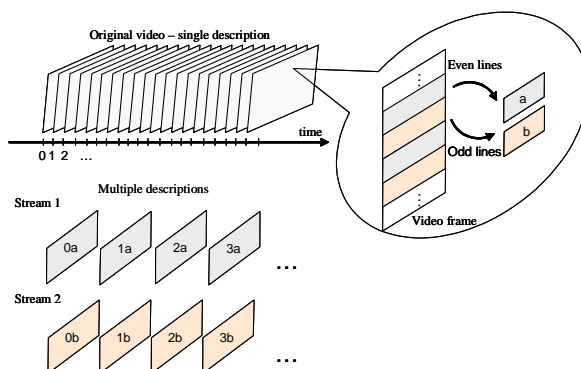 Original video – single description
Even lines
a
b
Odd lines
Video frame
time
0 1 2 ...
Multiple descriptions
Stream 1
0a 1a 2a 3a ...
Stream 2
0b 1b 2b 3b ...